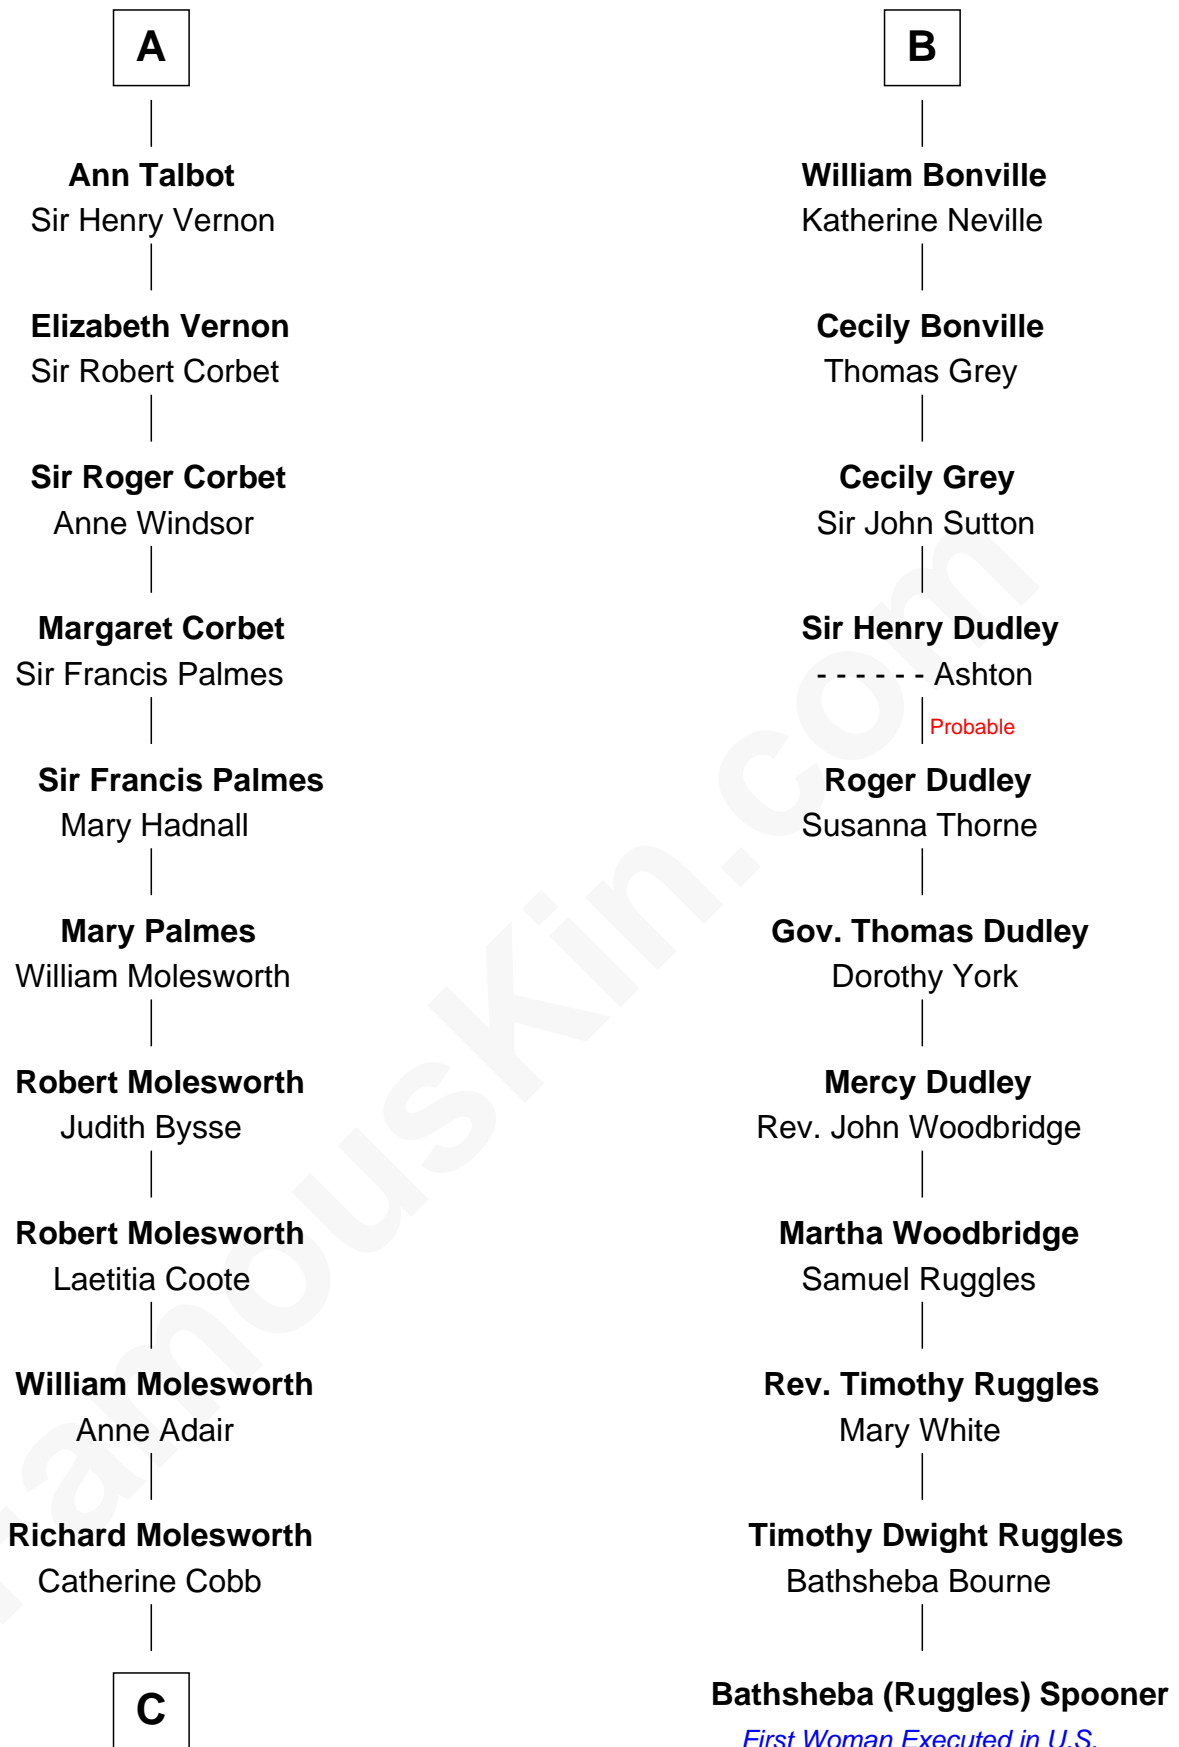 A
Ann Talbot
Sir Henry Vernon
Elizabeth Vernon
Sir Robert Corbet
Sir Roger Corbet
Anne Windsor
Margaret Corbet
Sir Francis Palmes
Sir Francis Palmes
Mary Hadnall
Mary Palmes
William Molesworth
Robert Molesworth
Judith Bysse
Robert Molesworth
Laetitia Coote
William Molesworth
Anne Adair
Richard Molesworth
Catherine Cobb
C
B
William Bonville
Katherine Neville
Cecily Bonville
Thomas Grey
Cecily Grey
Sir John Sutton
Sir Henry Dudley
- - - - - - Ashton
Probable
Roger Dudley
Susanna Thorne
Gov. Thomas Dudley
Dorothy York
Mercy Dudley
Rev. John Woodbridge
Martha Woodbridge
Samuel Ruggles
Rev. Timothy Ruggles
Mary White
Timothy Dwight Ruggles
Bathsheba Bourne
Bathsheba (Ruggles) Spooner
First Woman Executed in U.S.
FamousKin.com